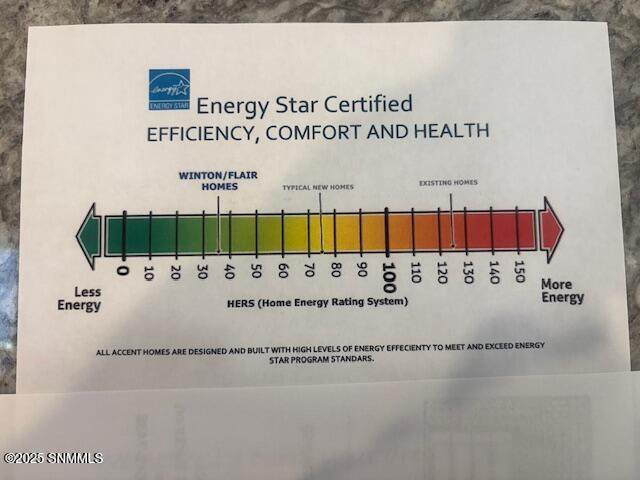 energy
ENERGY STAR
Energy Star Certified
EFFICIENCY, COMFORT AND HEALTH
WINTON/FLAIR
HOMES
TYPICAL NEW HOMES
EXISTING HOMES
0 10 20 30 40 50 60 70 80 90 100 110 120 130 140 150
Less
Energy
More
Energy
HERS (Home Energy Rating System)
ALL ACCENT HOMES ARE DESIGNED AND BUILT WITH HIGH LEVELS OF ENERGY EFFECIENTY TO MEET AND EXCEED ENERGY
STAR PROGRAM STANDARS.
©2025 SNMMLS